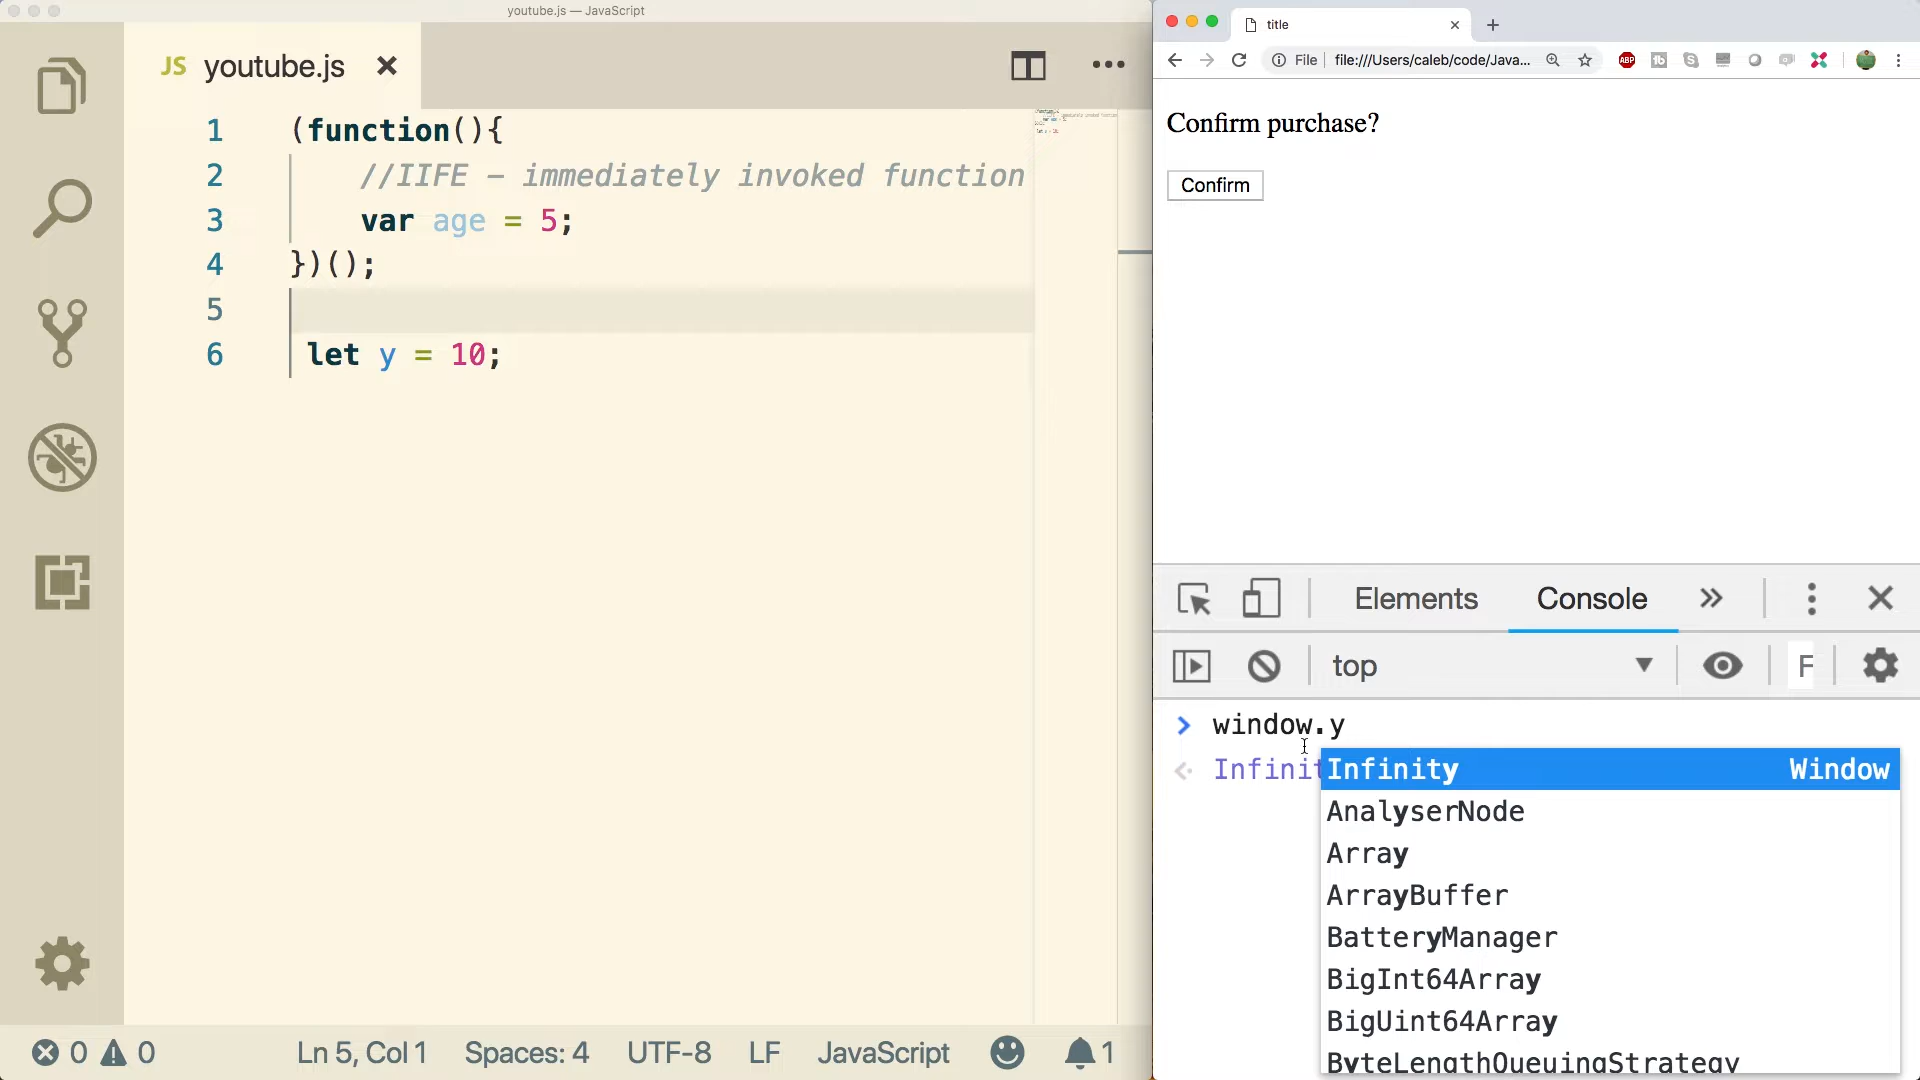 youtube.js — JavaScript
JS youtube.js
1 (function(){
2 //IIFE - immediately invoked function
3 var age = 5;
4 })();
5
6 let y = 10;
0 0 Ln 5, Col 1 Spaces: 4 UTF-8 LF JavaScript 1
title
File file:///Users/caleb/code/Java...
ABP
Confirm purchase?
Confirm
Elements Console
top F
window.y
Infinit
Infinity Window
AnalyserNode
Array
ArrayBuffer
BatteryManager
BigInt64Array
BigUint64Array
ByteLengthQueuingStrategy